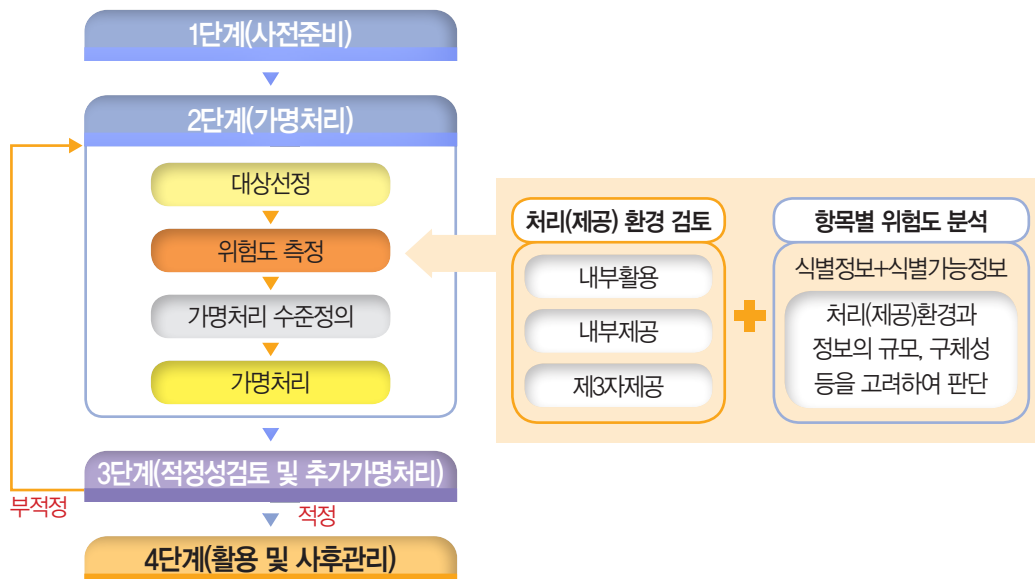 1단계(사전준비)
2단계(가명처리)
대상선정
위험도 측정
가명처리 수준정의
가명처리
처리(제공) 환경 검토
내부활용
내부제공
제3자제공
항목별 위험도 분석
식별정보+식별가능정보
처리(제공)환경과
정보의 규모, 구체성
등을 고려하여 판단
3단계(적정성검토 및 추가가명처리)
부적정
적정
4단계(활용 및 사후관리)